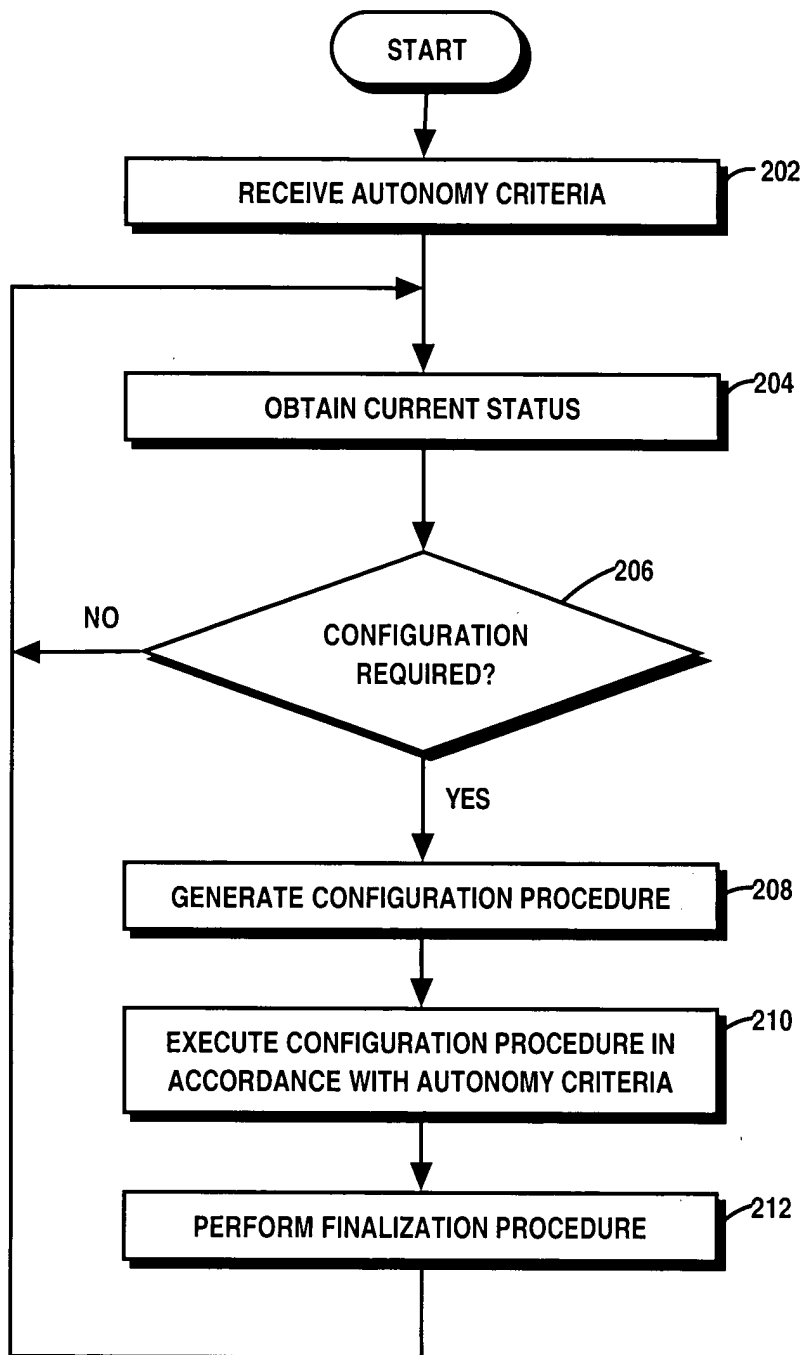 START
RECEIVE AUTONOMY CRITERIA
202
OBTAIN CURRENT STATUS
204
206
CONFIGURATION
REQUIRED?
NO
YES
GENERATE CONFIGURATION PROCEDURE
208
EXECUTE CONFIGURATION PROCEDURE IN
ACCORDANCE WITH AUTONOMY CRITERIA
210
PERFORM FINALIZATION PROCEDURE
212